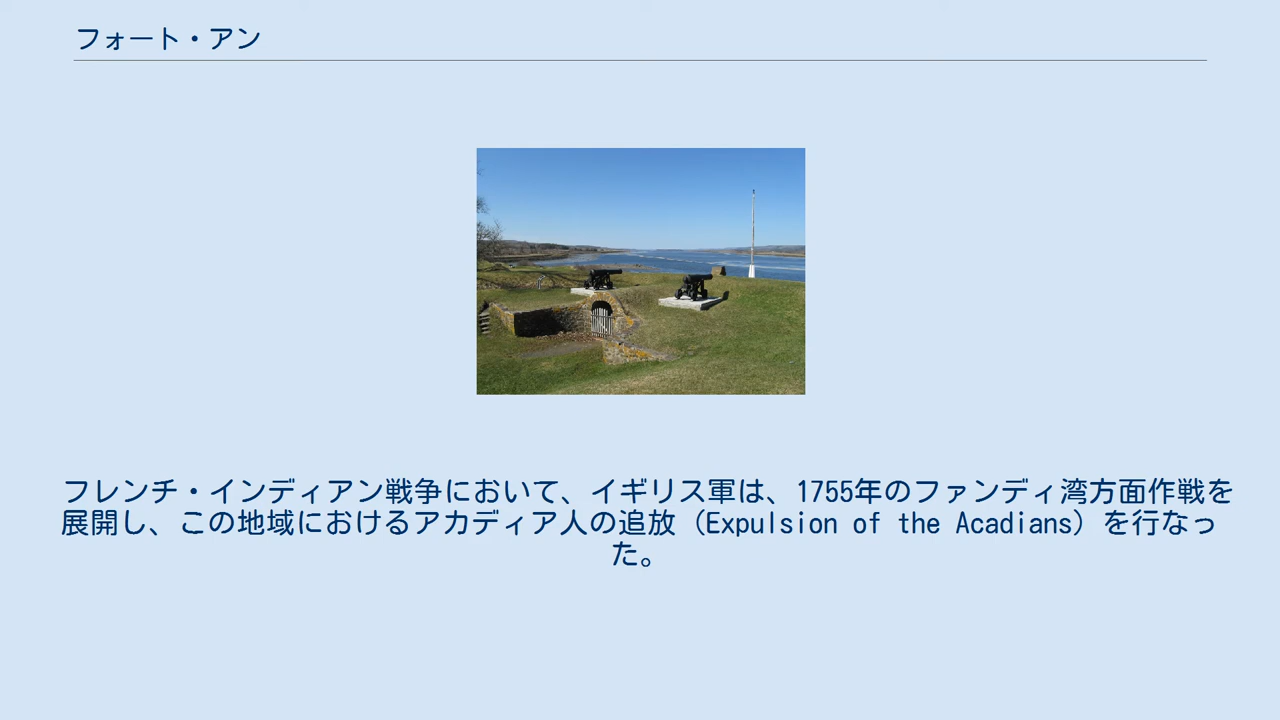 フォート・アン
フレンチ・インディアン戦争において、イギリス軍は、1755年のファンディ湾方面作戦を
展開し、この地域におけるアカディア人の追放（Expulsion of the Acadians）を行なっ
た。